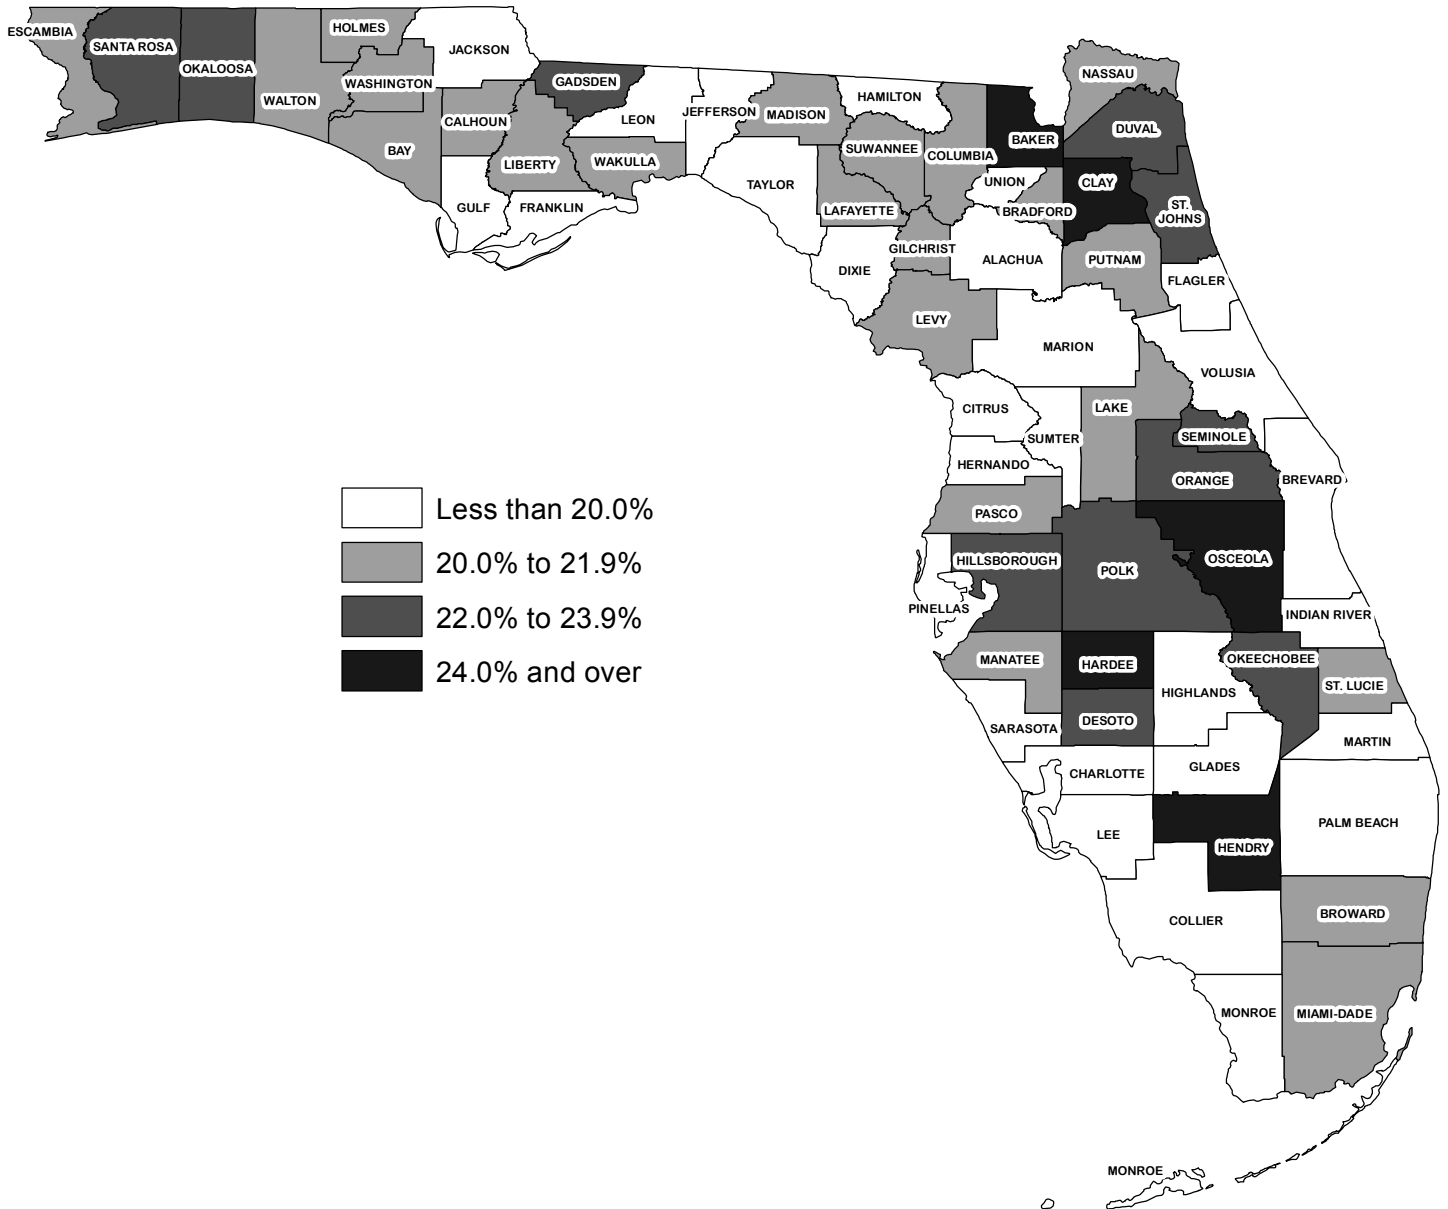 ESCAMBIA
SANTA ROSA
OKALOOSA
WALTON
HOLMES
WASHINGTON
JACKSON
BAY
CALHOUN
GULF
LIBERTY
GADSDEN
FRANKLIN
WAKULLA
LEON
JEFFERSON
MADISON
TAYLOR
HAMILTON
SUWANNEE
LAFAYETTE
DIXIE
COLUMBIA
GILCHRIST
LEVY
BAKER
UNION
BRADFORD
ALACHUA
NASSAU
DUVAL
CLAY
ST.
JOHNS
PUTNAM
FLAGLER
MARION
VOLUSIA
CITRUS
SUMTER
LAKE
HERNANDO
SEMINOLE
ORANGE
BREVARD
PASCO
HILLSBOROUGH
PINELLAS
POLK
OSCEOLA
INDIAN RIVER
MANATEE
HARDEE
HIGHLANDS
OKEECHOBEE
ST. LUCIE
SARASOTA
DESOTO
MARTIN
CHARLOTTE
GLADES
LEE
HENDRY
PALM BEACH
COLLIER
BROWARD
MONROE
MIAMI-DADE
MONROE
Less than 20.0%
20.0% to 21.9%
22.0% to 23.9%
24.0% and over